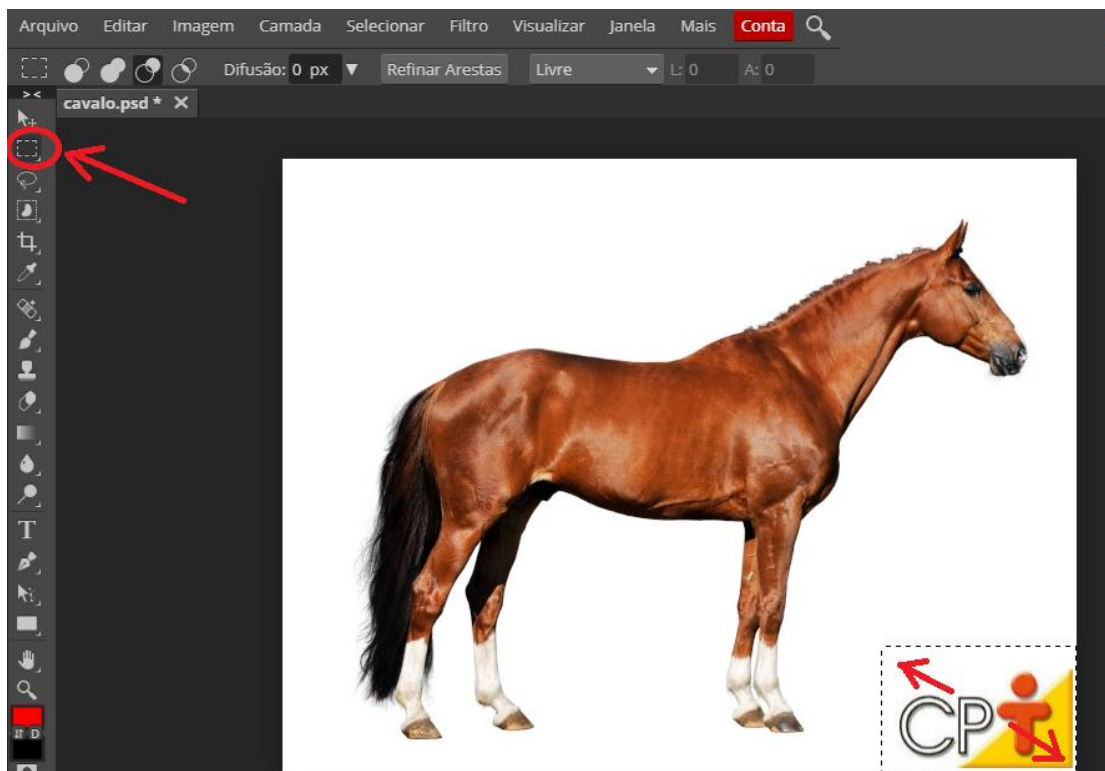 Arquivo Editar Imagem Camada Selecionar Filtro Visualizar Janela Mais Conta
Difusão: 0 px ▼ Refinar Arestas Livre L: 0 A: 0
cavalo.psd * X
T
D
CPT